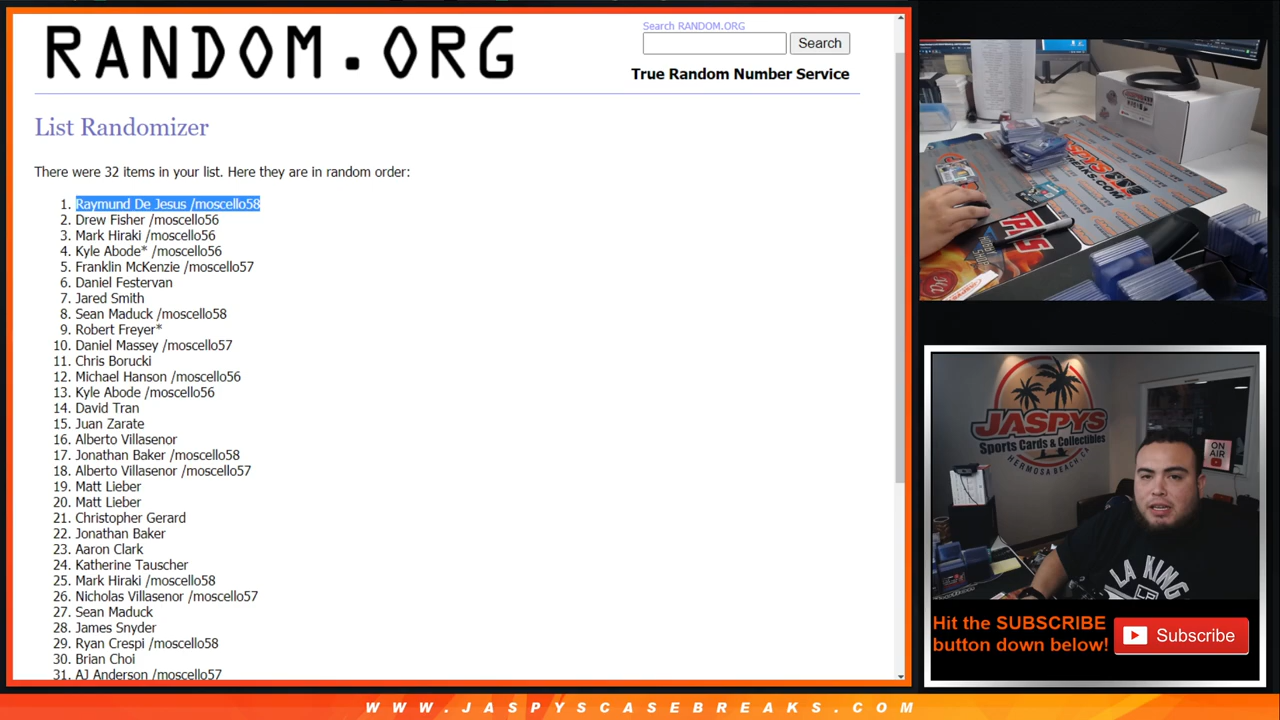 RANDOM.ORG
Search RANDOM.ORG
Search
True Random Number Service
List Randomizer
There were 32 items in your list. Here they are in random order:
1. Raymund De Jesus /moscello58
2. Drew Fisher /moscello56
3. Mark Hiraki /moscello56
4. Kyle Abode* /moscello56
5. Franklin McKenzie /moscello57
6. Daniel Festervan
7. Jared Smith
8. Sean Maduck /moscello58
9. Robert Freyer*
10. Daniel Massey /moscello57
11. Chris Borucki
12. Michael Hanson /moscello56
13. Kyle Abode /moscello56
14. David Tran
15. Juan Zarate
16. Alberto Villasenor
17. Jonathan Baker /moscello58
18. Alberto Villasenor /moscello57
19. Matt Lieber
20. Matt Lieber
21. Christopher Gerard
22. Jonathan Baker
23. Aaron Clark
24. Katherine Tauscher
25. Mark Hiraki /moscello58
26. Nicholas Villasenor /moscello57
27. Sean Maduck
28. James Snyder
29. Ryan Crespi /moscello58
30. Brian Choi
31. AJ Anderson /moscello57
JASPYS
Sports Cards & Collectibles
HERMOSA BEACH, CA
ON AIR
LA KING
Hit the SUBSCRIBE
button down below!
Subscribe
WWW.JASPYSCASEBREAKS.COM